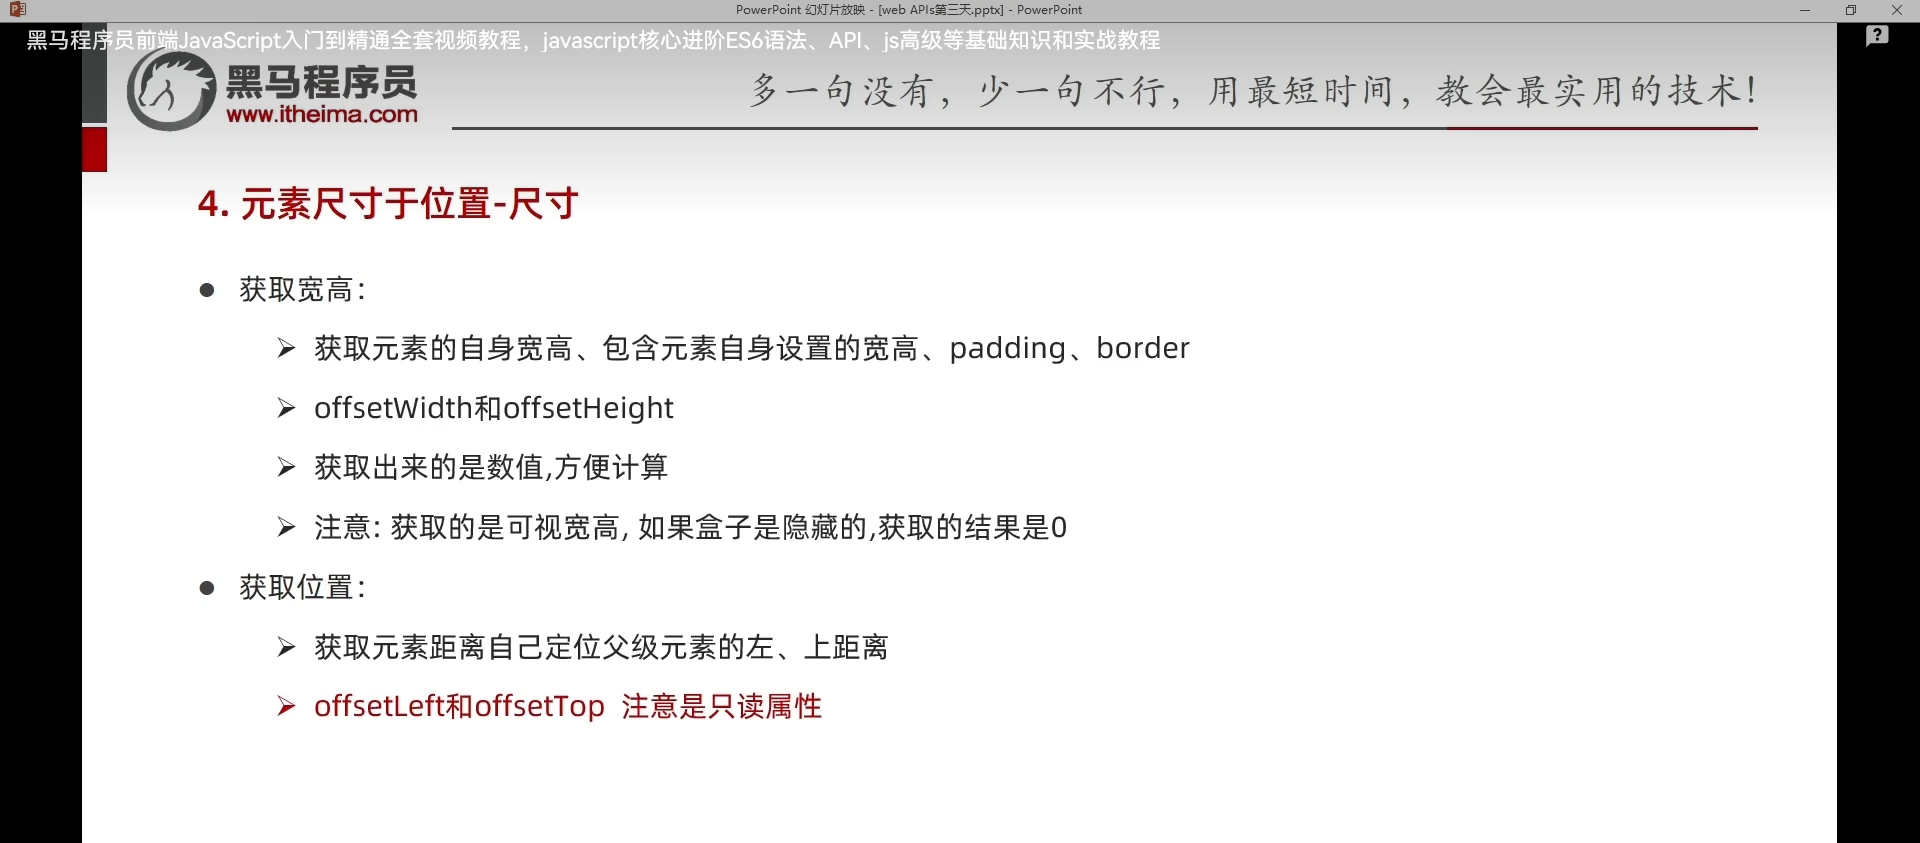 PowerPoint 幻灯片放映 - [web APIs第三天.pptx] - PowerPoint
黑马程序员前端JavaScript入门到精通全套视频教程，javascript核心进阶ES6语法、API、js高级等基础知识和实战教程
黑马程序员
www.itheima.com
多一句没有，少一句不行，用最短时间，教会最实用的技术！
4. 元素尺寸于位置-尺寸
● 获取宽高：
➢ 获取元素的自身宽高、包含元素自身设置的宽高、padding、border
➢ offsetWidth和offsetHeight
➢ 获取出来的是数值,方便计算
➢ 注意: 获取的是可视宽高, 如果盒子是隐藏的,获取的结果是0
● 获取位置：
➢ 获取元素距离自己定位父级元素的左、上距离
➢ offsetLeft和offsetTop 注意是只读属性